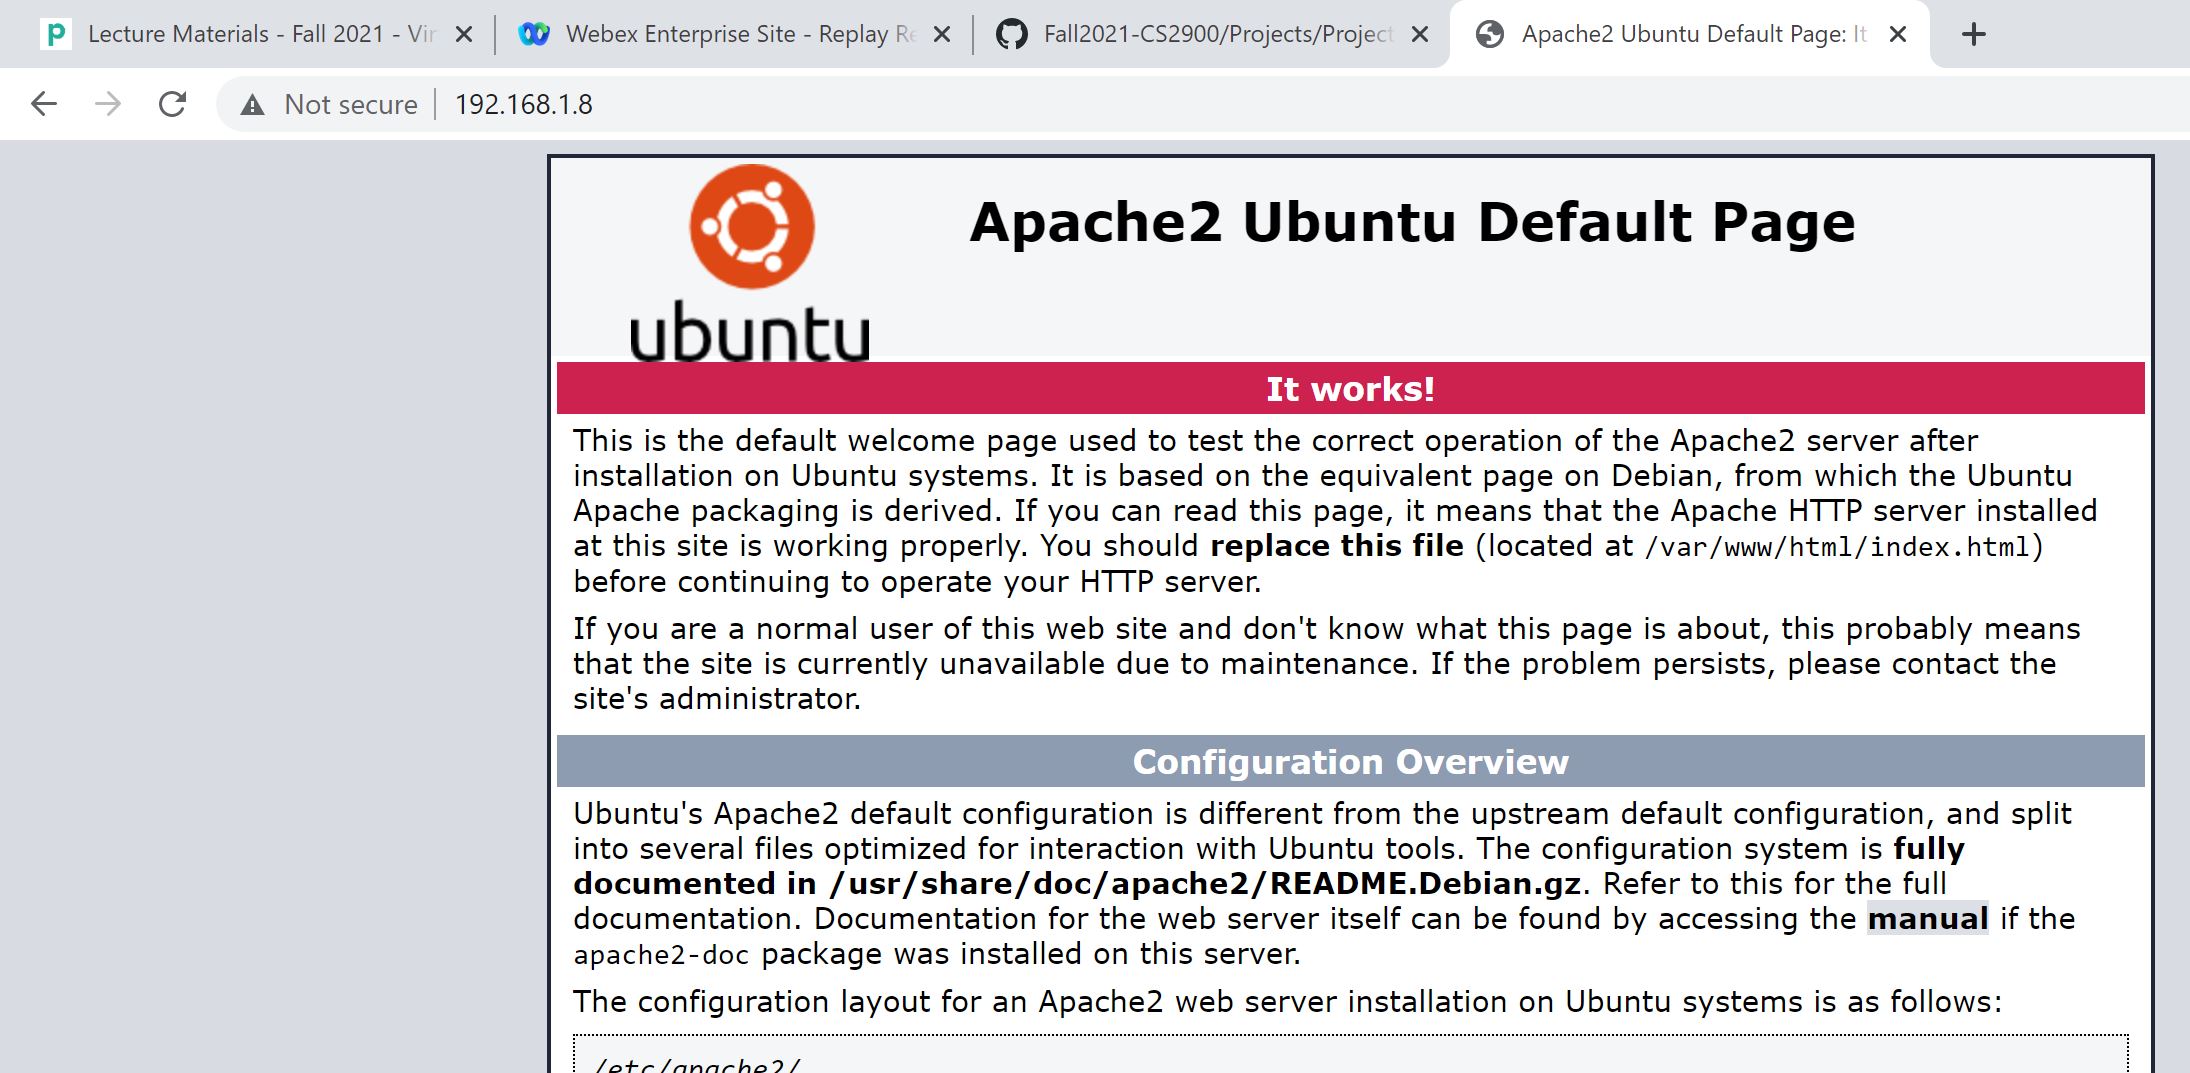 Lecture Materials - Fall 2021 - Vir
Webex Enterprise Site - Replay Re
Fall2021-CS2900/Projects/Project
Apache2 Ubuntu Default Page: It
Not secure
192.168.1.8
ubuntu
Apache2 Ubuntu Default Page
It works!
This is the default welcome page used to test the correct operation of the Apache2 server after
installation on Ubuntu systems. It is based on the equivalent page on Debian, from which the Ubuntu
Apache packaging is derived. If you can read this page, it means that the Apache HTTP server installed
at this site is working properly. You should replace this file (located at /var/www/html/index.html)
before continuing to operate your HTTP server.
If you are a normal user of this web site and don't know what this page is about, this probably means
that the site is currently unavailable due to maintenance. If the problem persists, please contact the
site's administrator.
Configuration Overview
Ubuntu's Apache2 default configuration is different from the upstream default configuration, and split
into several files optimized for interaction with Ubuntu tools. The configuration system is fully
documented in /usr/share/doc/apache2/README.Debian.gz. Refer to this for the full
documentation. Documentation for the web server itself can be found by accessing the manual if the
apache2-doc package was installed on this server.
The configuration layout for an Apache2 web server installation on Ubuntu systems is as follows:
/etc/apache2/